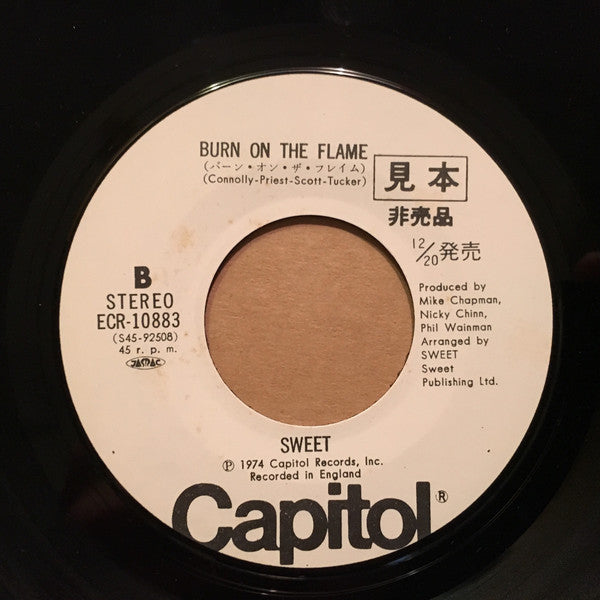 BURN ON THE FLAME
(バーン・オン・ザ・フレイム)
(Connolly-Priest-Scott-Tucker)
見本
非売品
12/20発売
B
STEREO
ECR-10883
(S45-92508)
45 r. p. m.
JASRAC
Produced by
Mike Chapman,
Nicky Chinn,
Phil Wainman
Arranged by
SWEET
Sweet
Publishing Ltd.
SWEET
Ⓟ 1974 Capitol Records, Inc.
Recorded in England
Capitol®